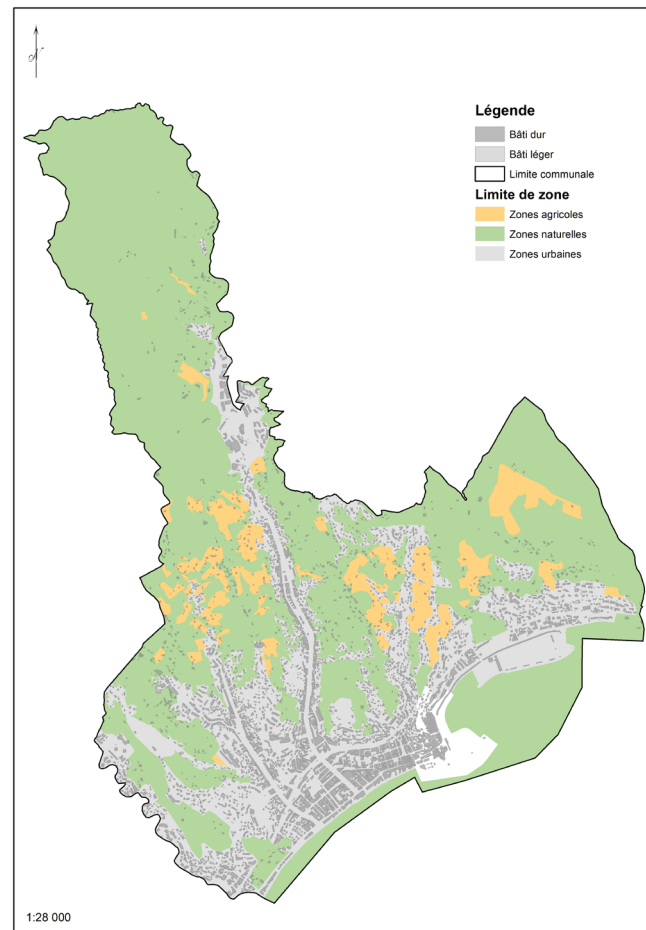 N
Légende
Bâti dur
Bâti léger
Limite communale
Limite de zone
Zones agricoles
Zones naturelles
Zones urbaines
1:28 000